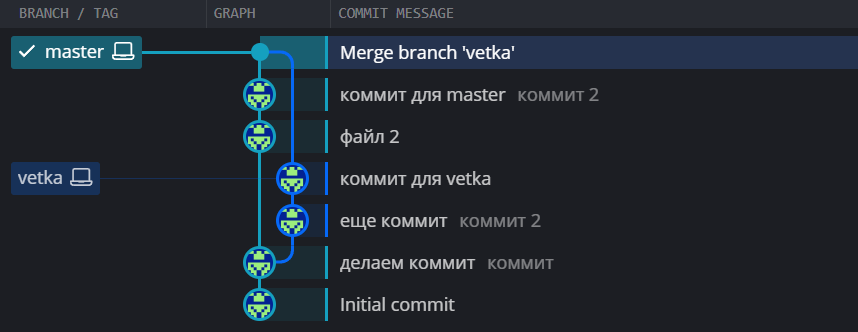 BRANCH / TAG GRAPH COMMIT MESSAGE
master Merge branch 'vetka'
коммит для master коммит 2
файл 2
vetka коммит для vetka
еще коммит коммит 2
делаем коммит коммит
Initial commit